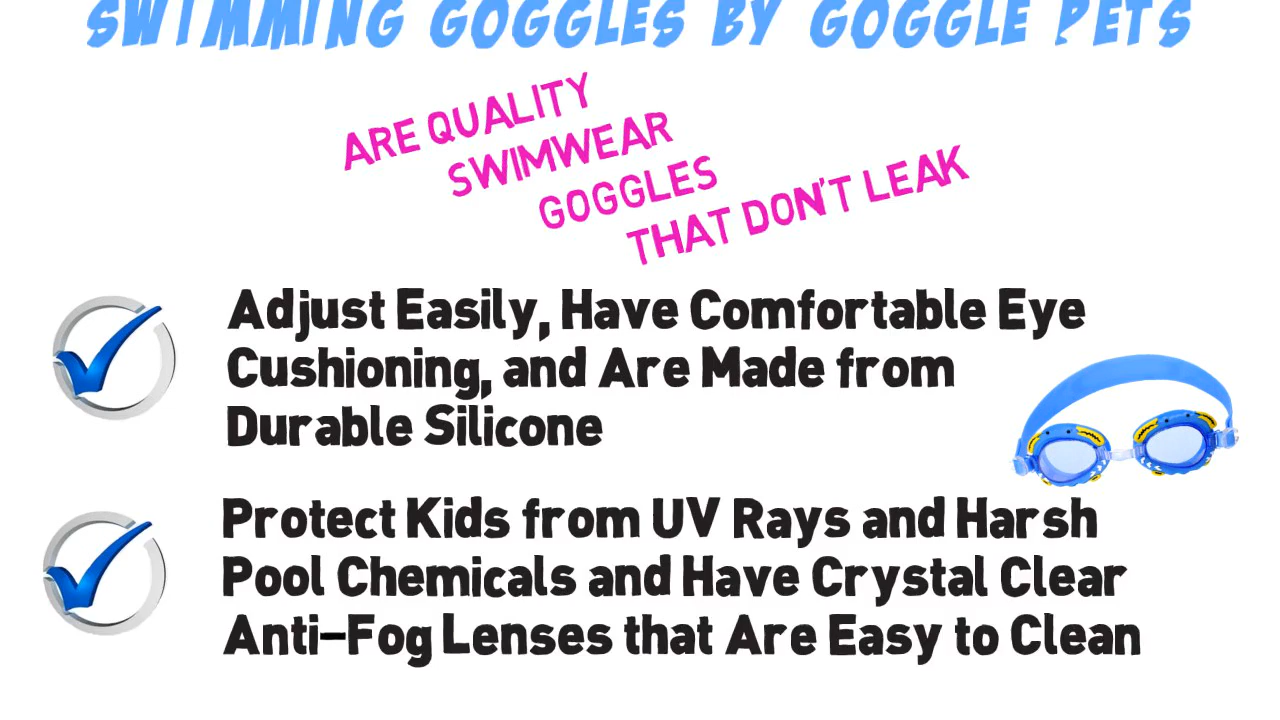 SWIMMING GOGGLES BY GOGGLE PETS
ARE QUALITY
SWIMWEAR
GOGGLES
THAT DON'T LEAK
Adjust Easily, Have Comfortable Eye
Cushioning, and Are Made from
Durable Silicone
Protect Kids from UV Rays and Harsh
Pool Chemicals and Have Crystal Clear
Anti-Fog Lenses that Are Easy to Clean